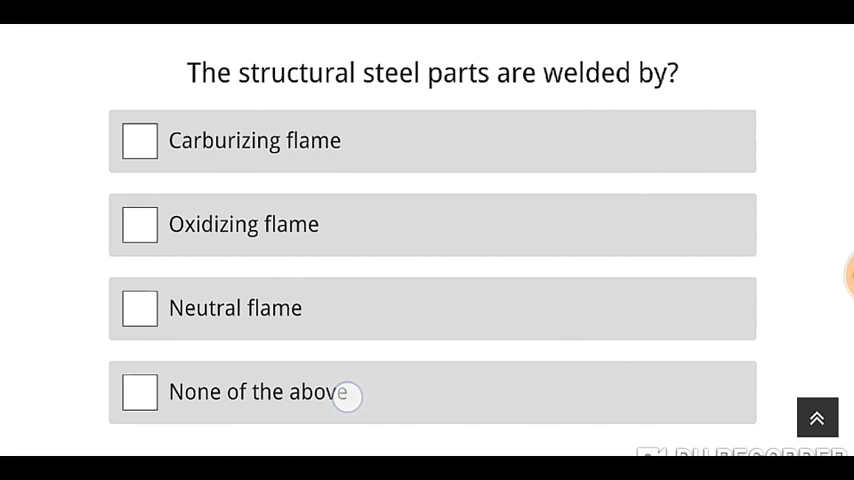 The structural steel parts are welded by?
Carburizing flame
Oxidizing flame
Neutral flame
None of the above